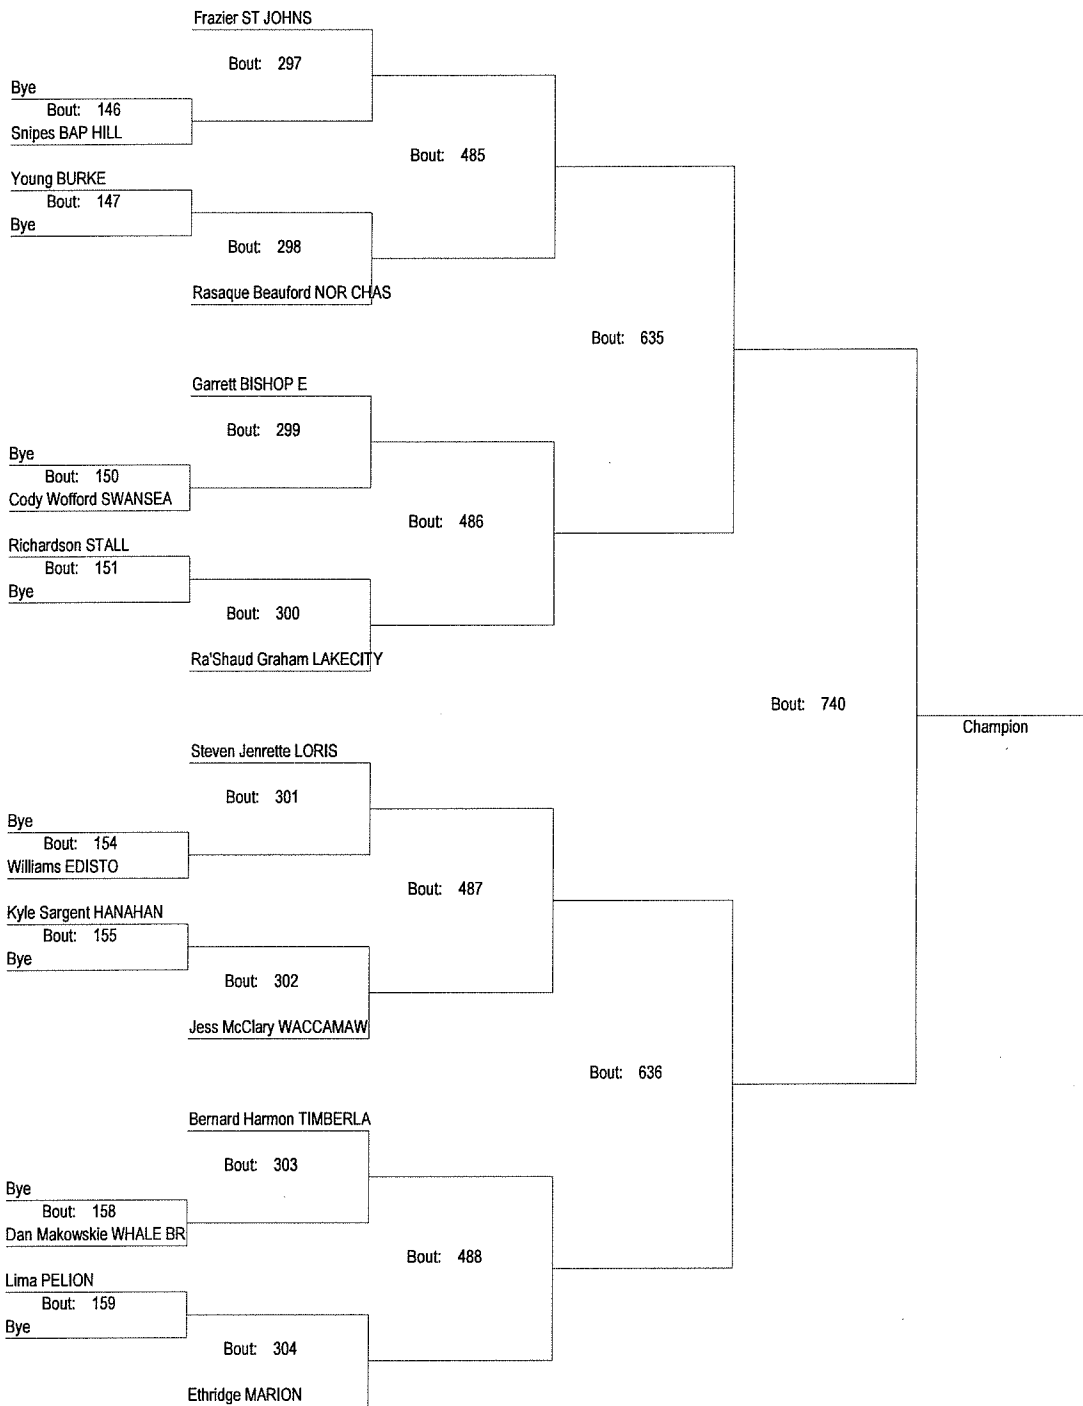 Frazier ST JOHNS
Bout: 297
Bye
Bout: 146
Snipes BAP HILL
Bout: 485
Young BURKE
Bout: 147
Bye
Bout: 298
Rasaque Beauford NOR CHAS
Bout: 635
Garrett BISHOP E
Bout: 299
Bye
Bout: 150
Cody Wofford SWANSEA
Bout: 486
Richardson STALL
Bout: 151
Bye
Bout: 300
Ra'Shaud Graham LAKECITY
Bout: 740
Champion
Steven Jenrette LORIS
Bout: 301
Bye
Bout: 154
Williams EDISTO
Bout: 487
Kyle Sargent HANAHAN
Bout: 155
Bye
Bout: 302
Jess McClary WACCAMAW
Bout: 636
Bernard Harmon TIMBERLA
Bout: 303
Bye
Bout: 158
Dan Makowskie WHALE BR
Bout: 488
Lima PELION
Bout: 159
Bye
Bout: 304
Ethridge MARION